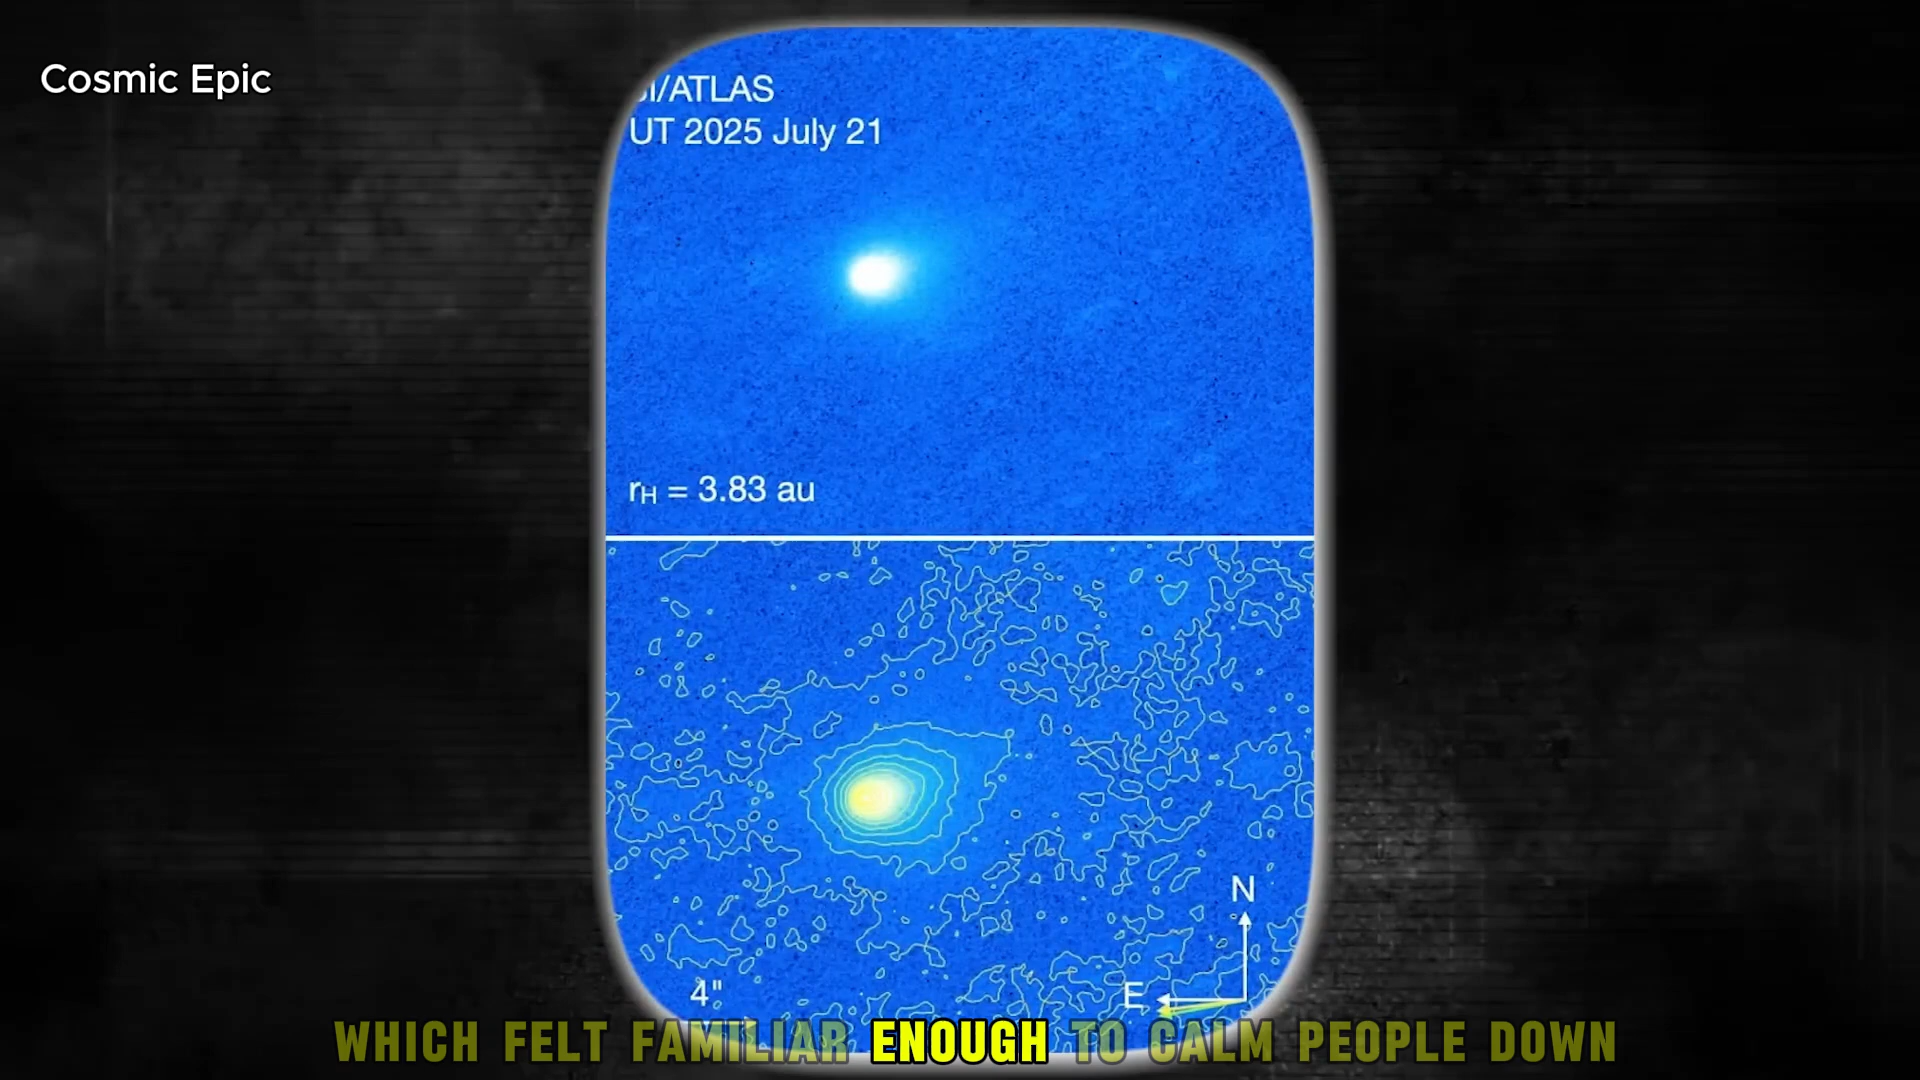 Cosmic Epic
3I/ATLAS
UT 2025 July 21
rH = 3.83 au
N
4"
E
WHICH FELT FAMILIAR ENOUGH TO CALM PEOPLE DOWN